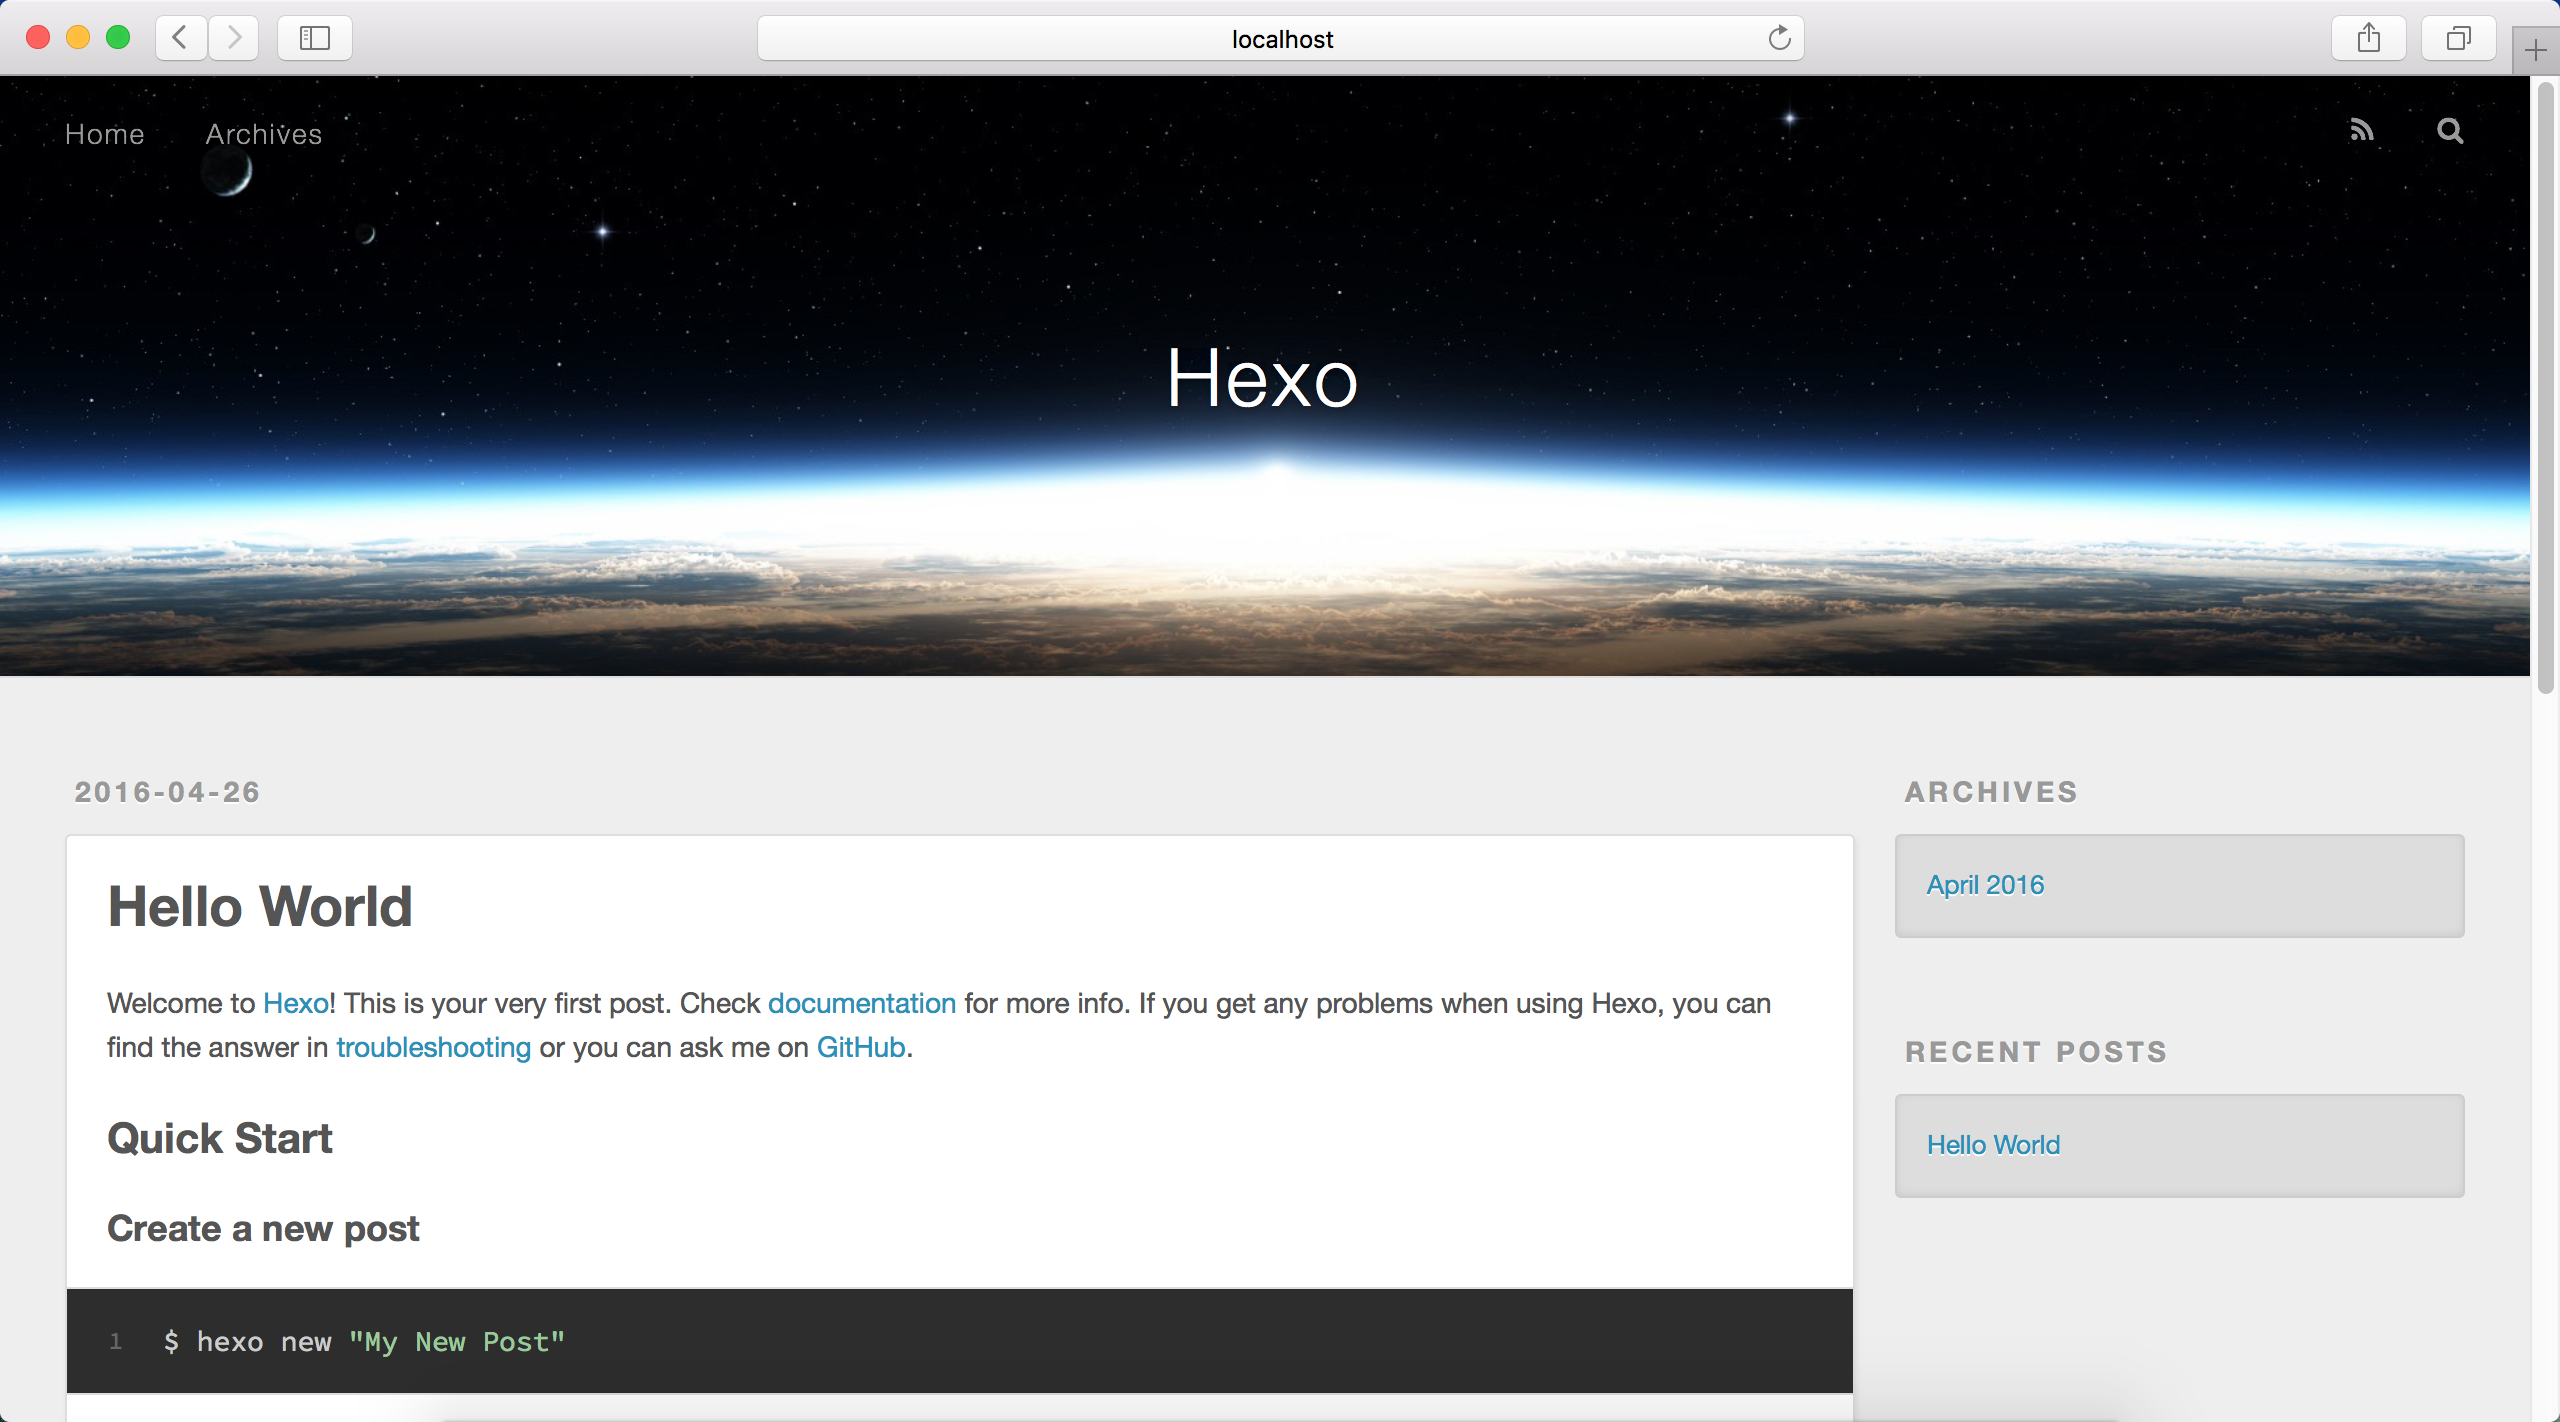 localhost
Home Archives
Hexo
2016-04-26
Hello World
Welcome to Hexo! This is your very first post. Check documentation for more info. If you get any problems when using Hexo, you can
find the answer in troubleshooting or you can ask me on GitHub.
Quick Start
Create a new post
1 $ hexo new "My New Post"
ARCHIVES
April 2016
RECENT POSTS
Hello World